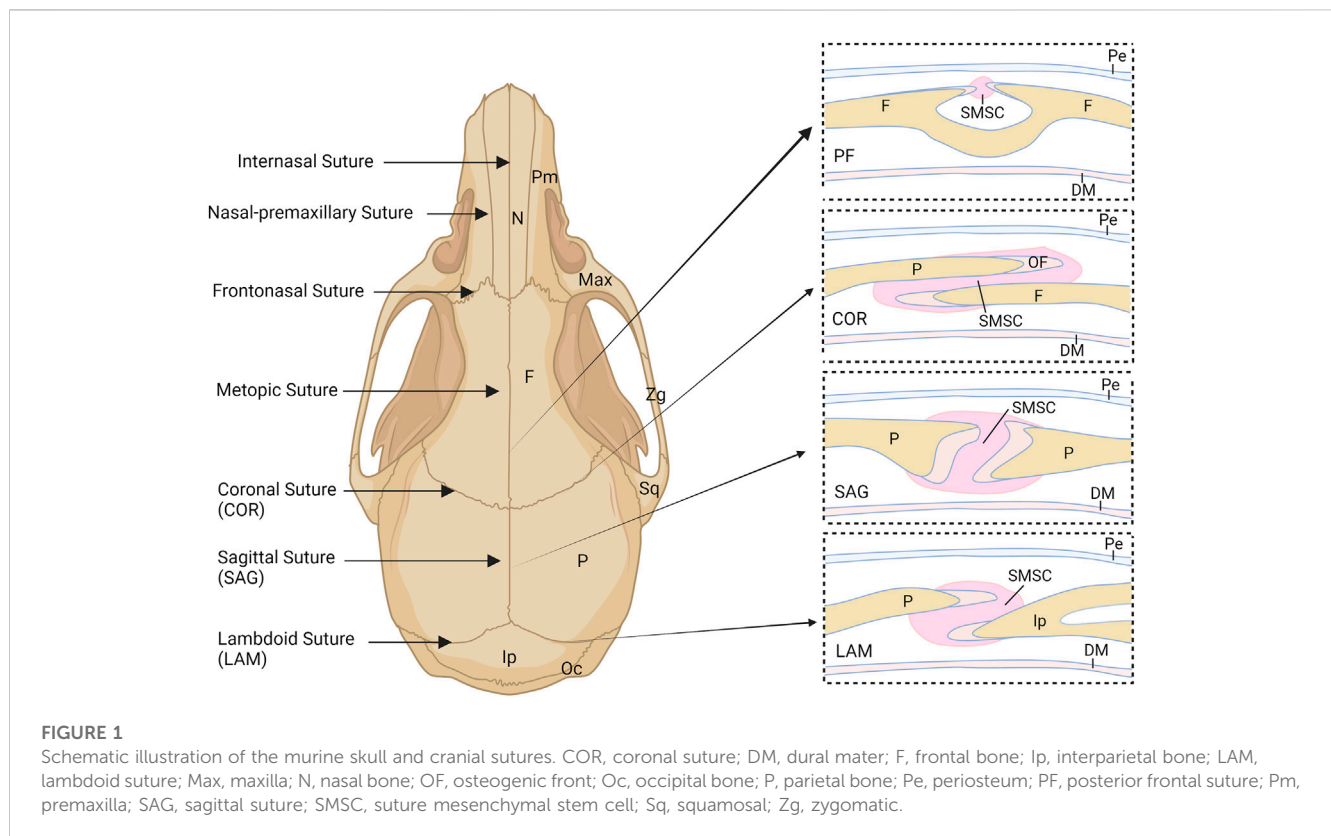 Internasal Suture
Nasal-premaxillary Suture
Frontonasal Suture
Metopic Suture
Coronal Suture
(COR)
Sagittal Suture
(SAG)
Lambdoid Suture
(LAM)
Pm
N
Max
F
Zg
Sq
P
Ip
Oc
Pe
F
SMSC
F
PF
DM
Pe
P
OF
F
SMSC
COR
DM
Pe
SMSC
P
P
SAG
DM
Pe
SMSC
P
Ip
LAM
DM
FIGURE 1
Schematic illustration of the murine skull and cranial sutures. COR, coronal suture; DM, dural mater; F, frontal bone; Ip, interparietal bone; LAM,
lambdoid suture; Max, maxilla; N, nasal bone; OF, osteogenic front; Oc, occipital bone; P, parietal bone; Pe, periosteum; PF, posterior frontal suture; Pm,
premaxilla; SAG, sagittal suture; SMSC, suture mesenchymal stem cell; Sq, squamosal; Zg, zygomatic.